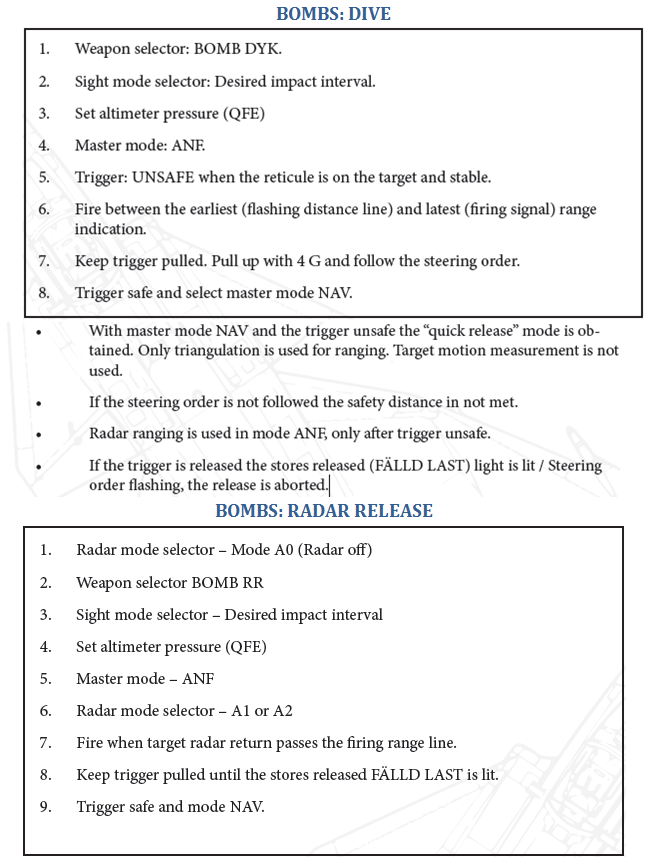 BOMBS: DIVE
1. Weapon selector: BOMB DYK.
2. Sight mode selector: Desired impact interval.
3. Set altimeter pressure (QFE)
4. Master mode: ANF.
5. Trigger: UNSAFE when the reticule is on the target and stable.
6. Fire between the earliest (flashing distance line) and latest (firing signal) range
indication.
7. Keep trigger pulled. Pull up with 4 G and follow the steering order.
8. Trigger safe and select master mode NAV.
• With master mode NAV and the trigger unsafe the “quick release” mode is ob-
tained. Only triangulation is used for ranging. Target motion measurement is not
used.
• If the steering order is not followed the safety distance in not met.
• Radar ranging is used in mode ANF, only after trigger unsafe.
• If the trigger is released the stores released (FÄLLD LAST) light is lit / Steering
order flashing, the release is aborted.
BOMBS: RADAR RELEASE
1. Radar mode selector – Mode A0 (Radar off)
2. Weapon selector BOMB RR
3. Sight mode selector – Desired impact interval
4. Set altimeter pressure (QFE)
5. Master mode – ANF
6. Radar mode selector – A1 or A2
7. Fire when target radar return passes the firing range line.
8. Keep trigger pulled until the stores released FÄLLD LAST is lit.
9. Trigger safe and mode NAV.